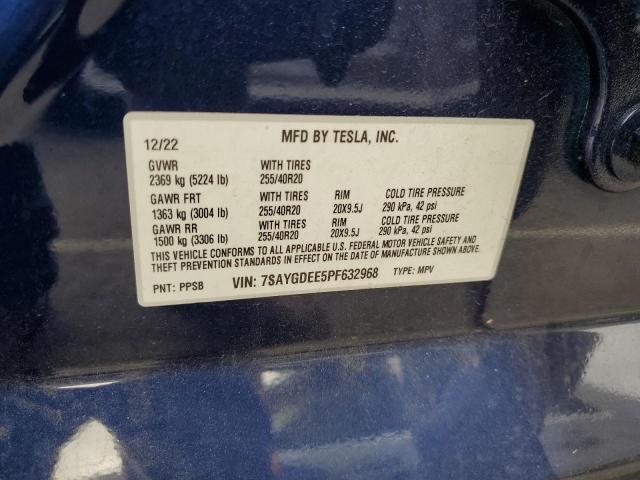 12/22 MFD BY TESLA, INC.
GVWR WITH TIRES
2369 kg (5224 lb) 255/40R20
GAWR FRT WITH TIRES RIM COLD TIRE PRESSURE
1363 kg (3004 lb) 255/40R20 20X9.5J 290 kPa, 42 psi
GAWR RR WITH TIRES RIM COLD TIRE PRESSURE
1500 kg (3306 lb) 255/40R20 20X9.5J 290 kPa, 42 psi
THIS VEHICLE CONFORMS TO ALL APPLICABLE U.S. FEDERAL MOTOR VEHICLE SAFETY AND
THEFT PREVENTION STANDARDS IN EFFECT ON THE DATE OF MANUFACTURE SHOWN ABOVE.
PNT: PPSB VIN: 7SAYGDEE5PF632968 TYPE: MPV